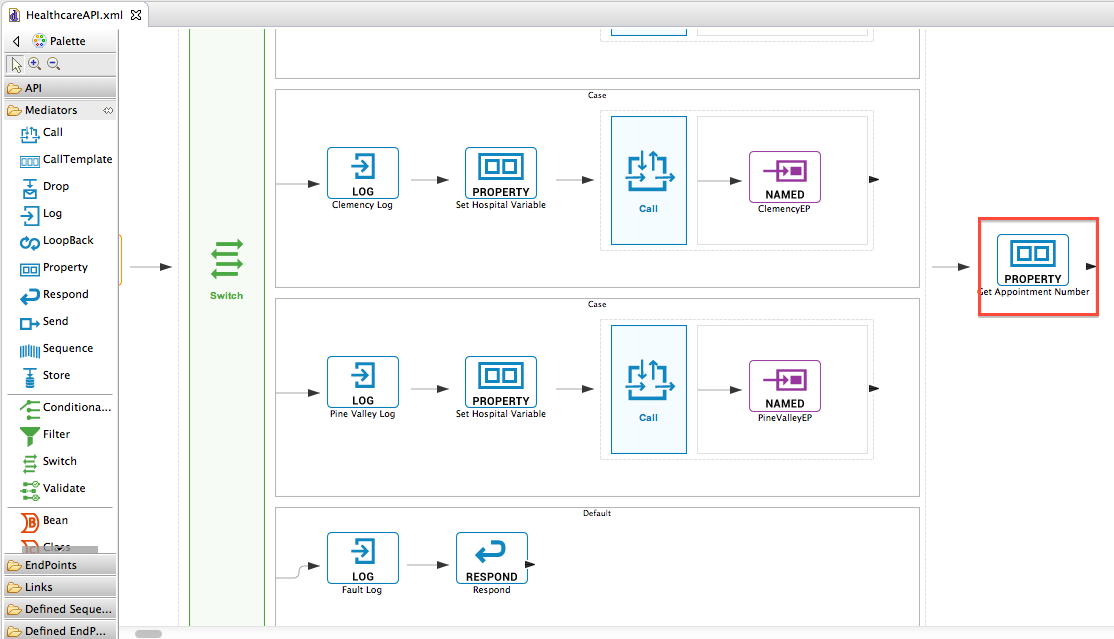 HealthcareAPI.xml
Palette
API
Mediators
Call
CallTemplate
Drop
Log
LoopBack
Property
Respond
Send
Sequence
Store
Conditiona...
Filter
Switch
Validate
Bean
Class
EndPoints
Links
Defined Seque...
Defined EndP...
Switch
Case
LOG
Clemency Log
PROPERTY
Set Hospital Variable
Call
NAMED
ClemencyEP
Case
LOG
Pine Valley Log
PROPERTY
Set Hospital Variable
Call
NAMED
PineValleyEP
Default
LOG
Fault Log
RESPOND
Respond
PROPERTY
Get Appointment Number